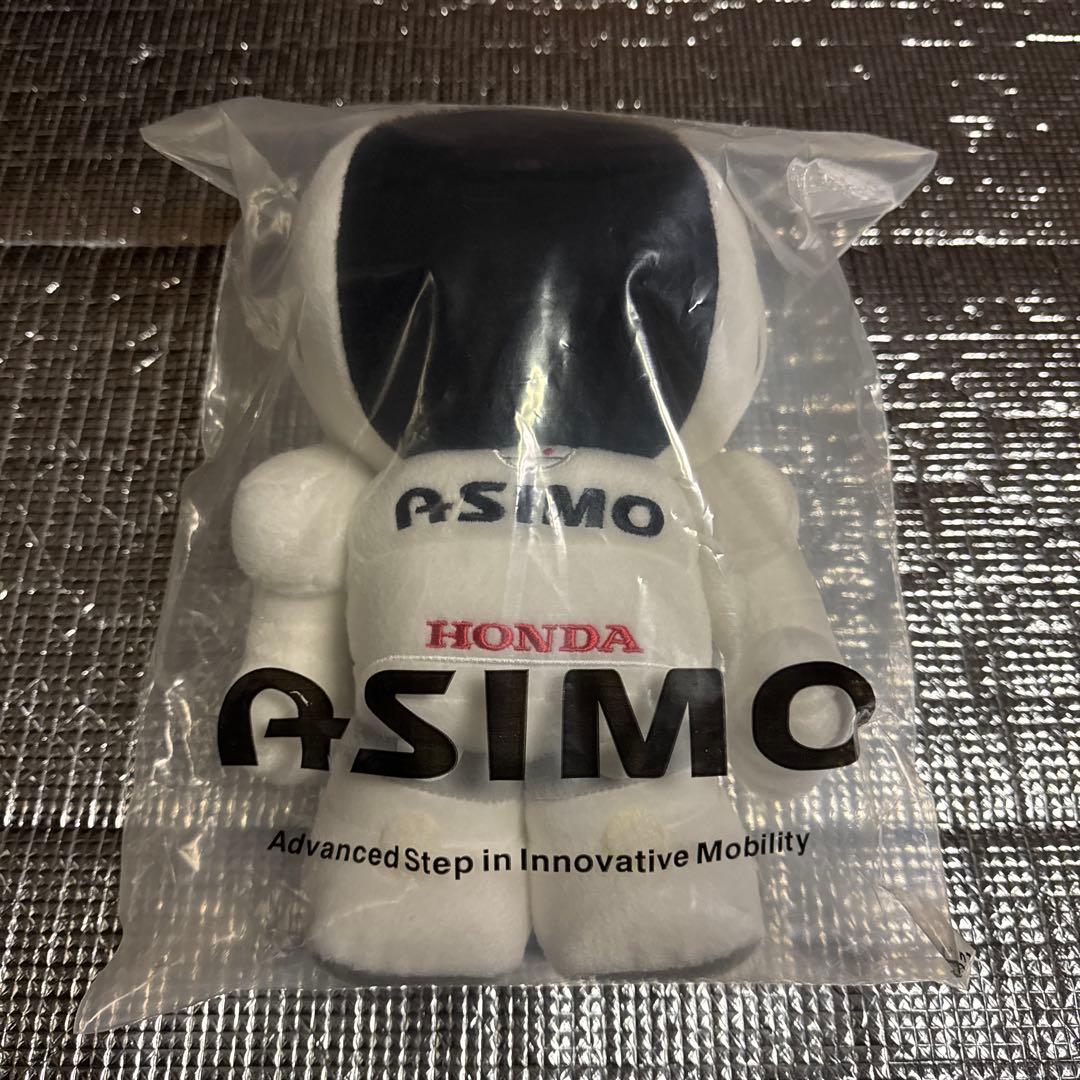 ASIMO
HONDA
ASIMO
Advanced Step in Innovative Mobility